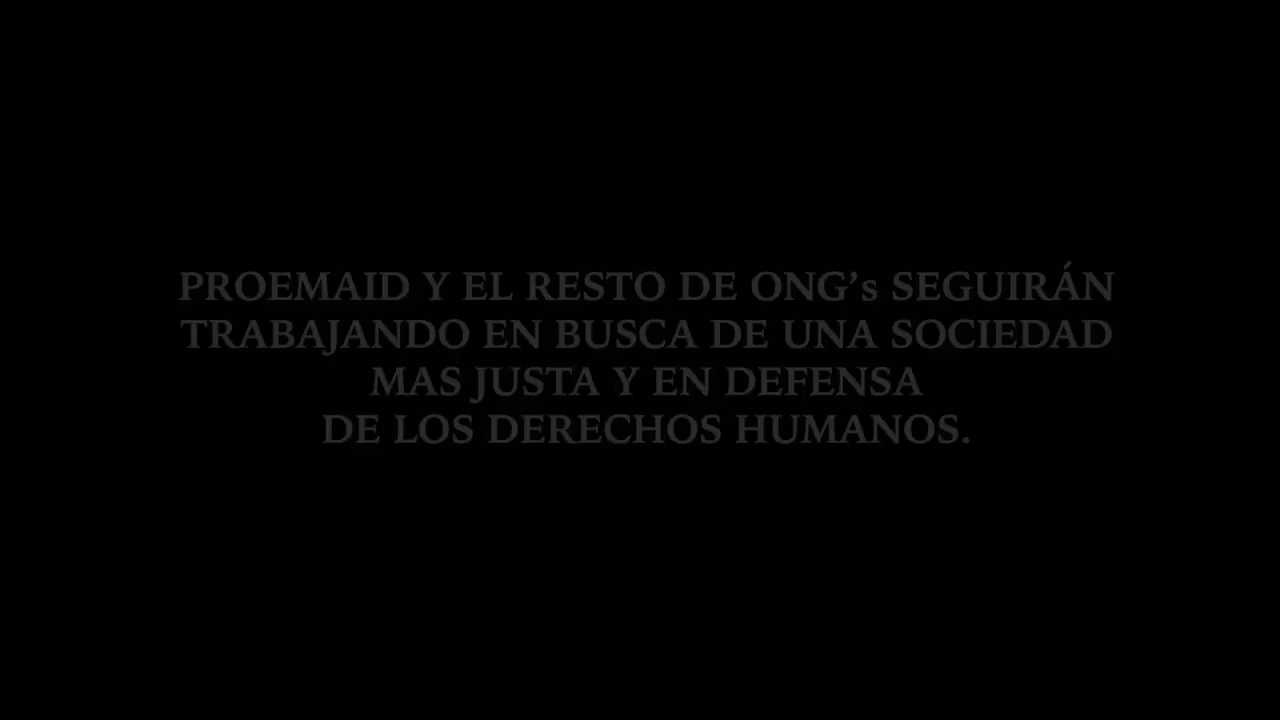 PROEMAID Y EL RESTO DE ONG’s SEGUIRÁN
TRABAJANDO EN BUSCA DE UNA SOCIEDAD
MAS JUSTA Y EN DEFENSA
DE LOS DERECHOS HUMANOS.